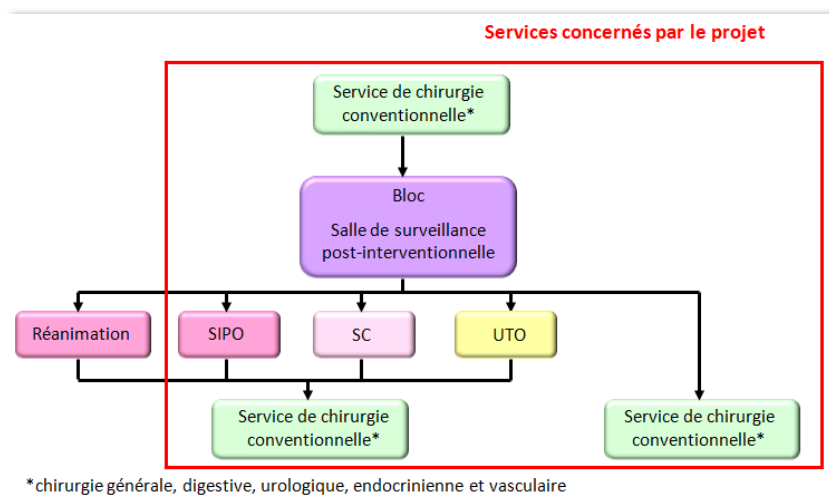 Services concernés par le projet
Service de chirurgie
conventionnelle*
Bloc
Salle de surveillance
post-interventionnelle
Réanimation
SIPO
SC
UTO
Service de chirurgie
conventionnelle*
Service de chirurgie
conventionnelle*
*chirurgie générale, digestive, urologique, endocrinienne et vasculaire